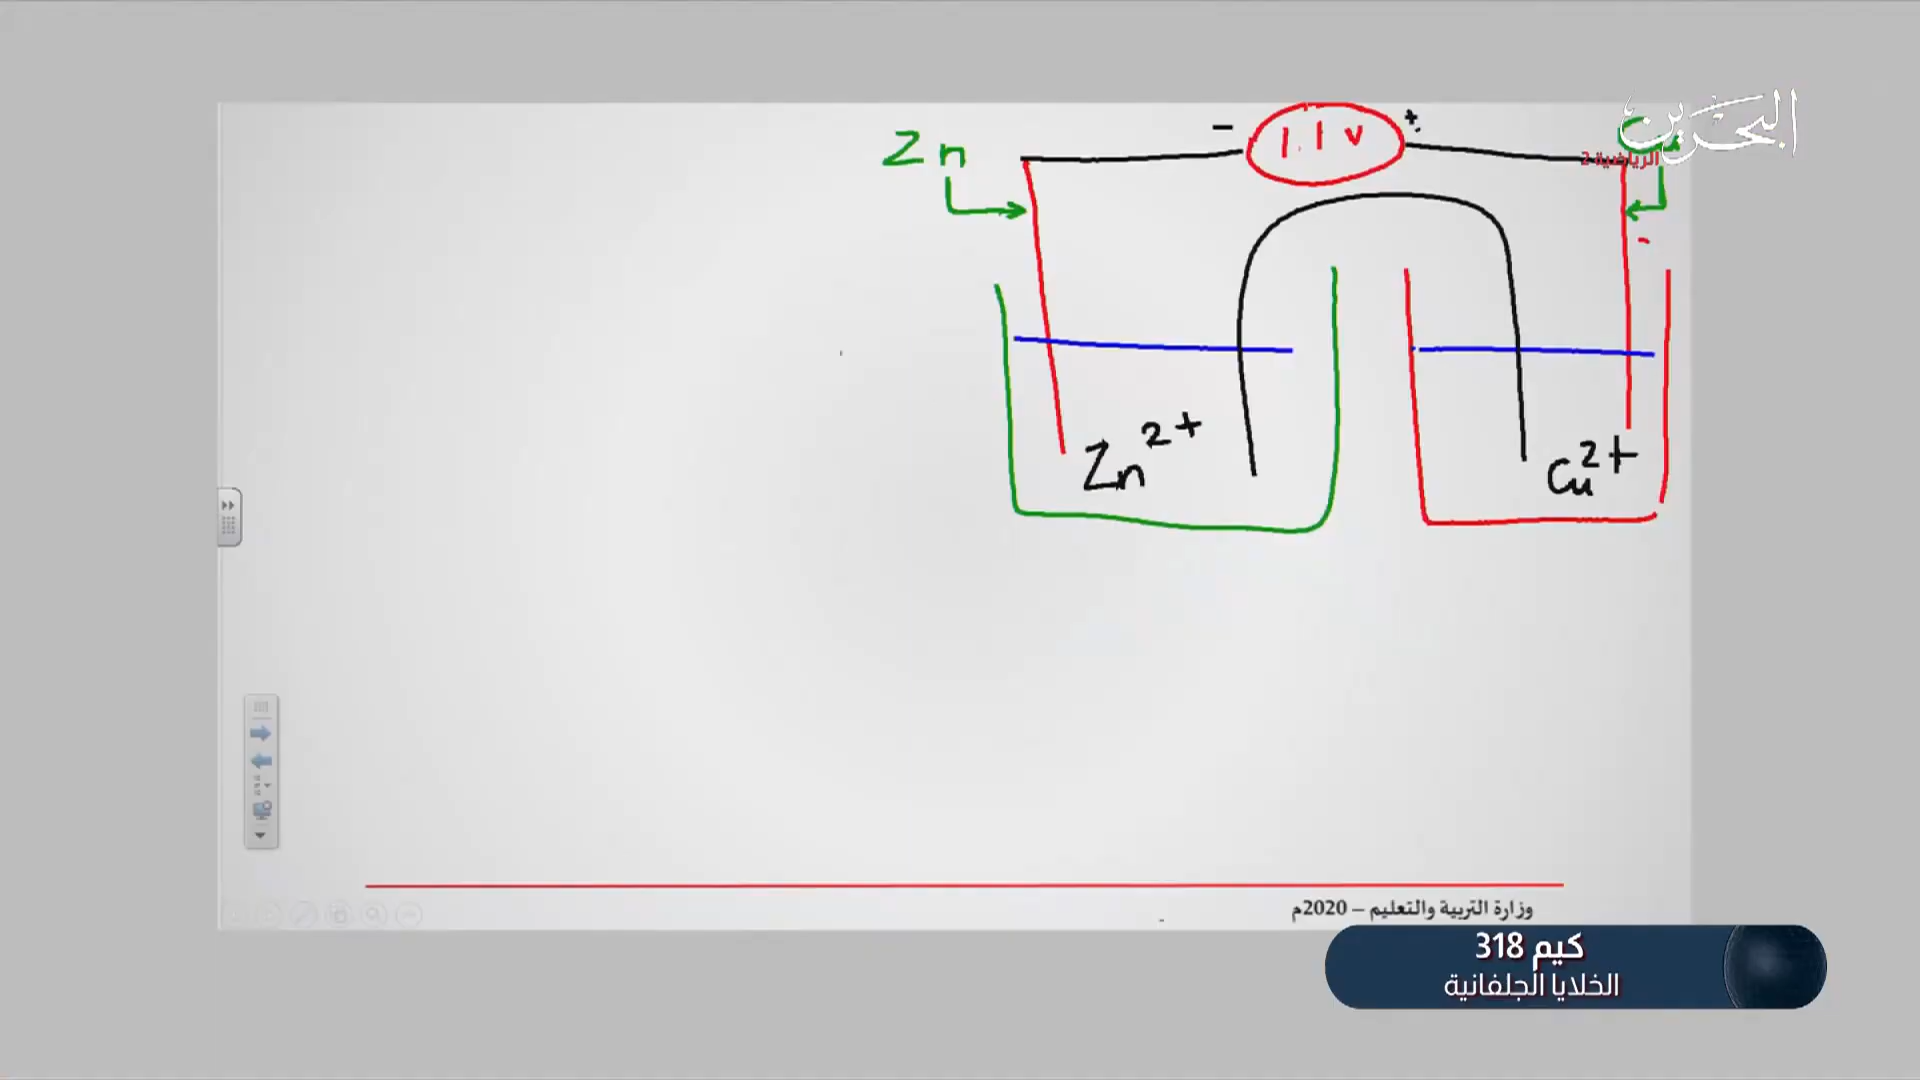 البحرين
الرياضية 2
Zn
- 1.1 v +
Zn²⁺
Cu²⁺
وزارة التربية والتعليم – 2020م
كيم 318
الخلايا الجلفانية